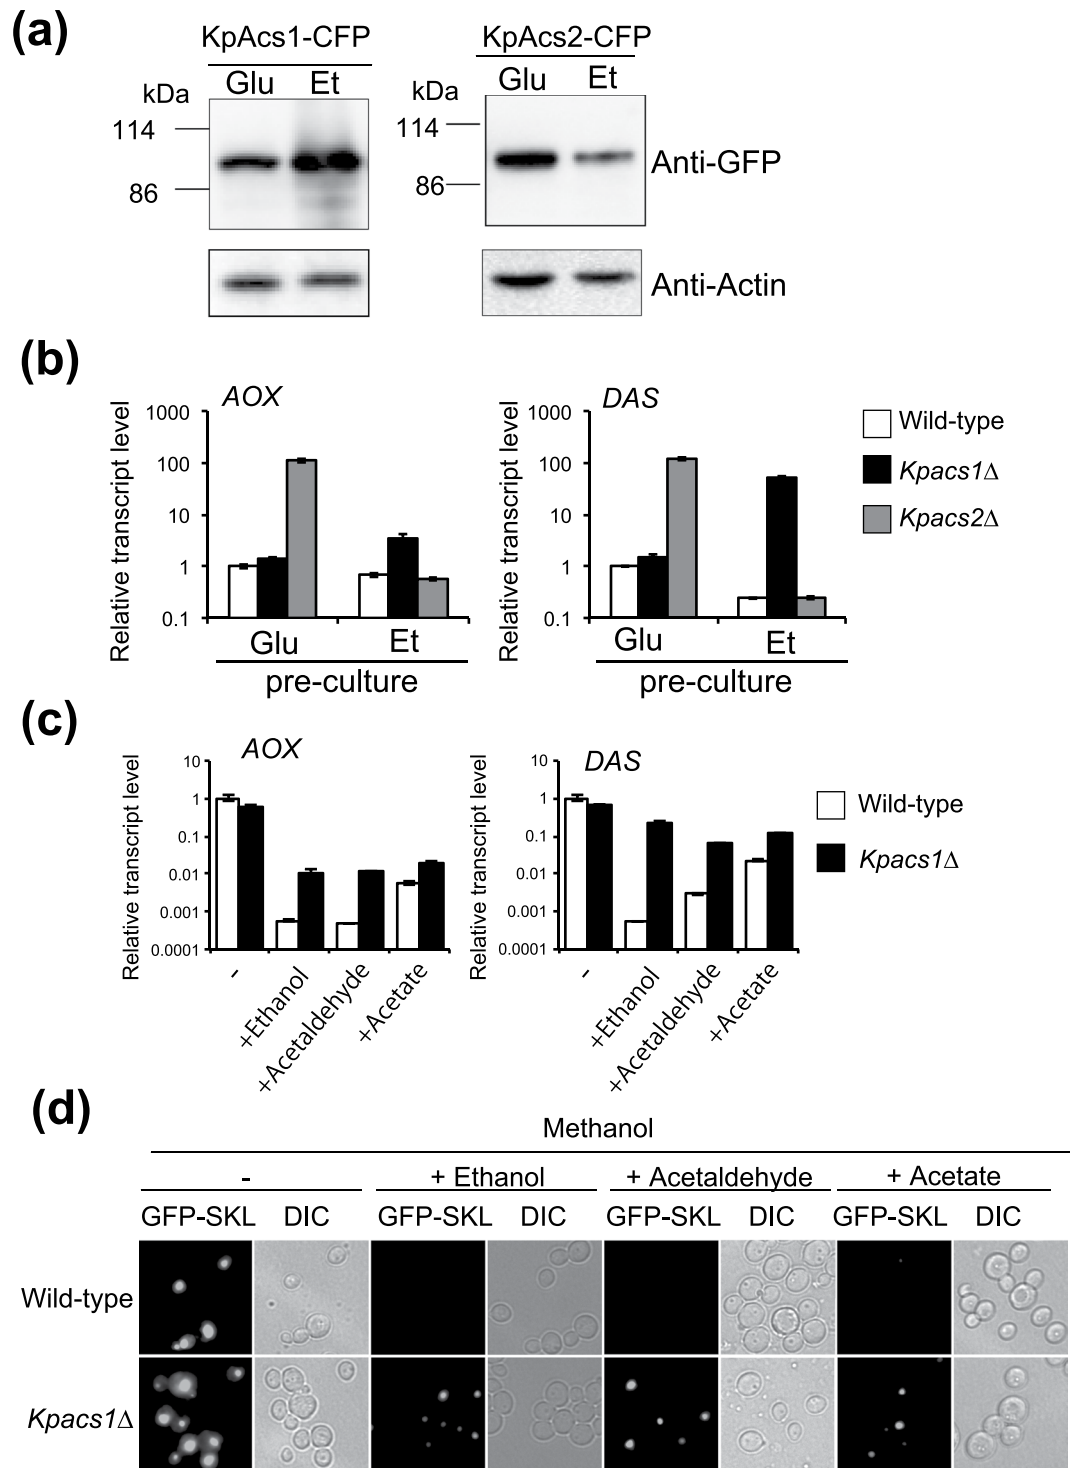 (a)
KpAcs1-CFP KpAcs2-CFP
Glu Et Glu Et
kDa kDa
114 114
86 86
Anti-GFP
Anti-Actin
(b)
AOX DAS
Relative transcript level Relative transcript level
1000 1000
100 100
10 10
1 1
0.1 0.1
Glu Et Glu Et
pre-culture pre-culture
Wild-type
Kpacs1Δ
Kpacs2Δ
(c)
AOX DAS
Relative transcript level Relative transcript level
10 10
1 1
0.1 0.1
0.01 0.01
0.001 0.001
0.0001 0.0001
- +Ethanol +Acetaldehyde +Acetate - +Ethanol +Acetaldehyde +Acetate
Wild-type
Kpacs1Δ
(d)
Methanol
- + Ethanol + Acetaldehyde + Acetate
GFP-SKL DIC GFP-SKL DIC GFP-SKL DIC GFP-SKL DIC
Wild-type
Kpacs1Δ